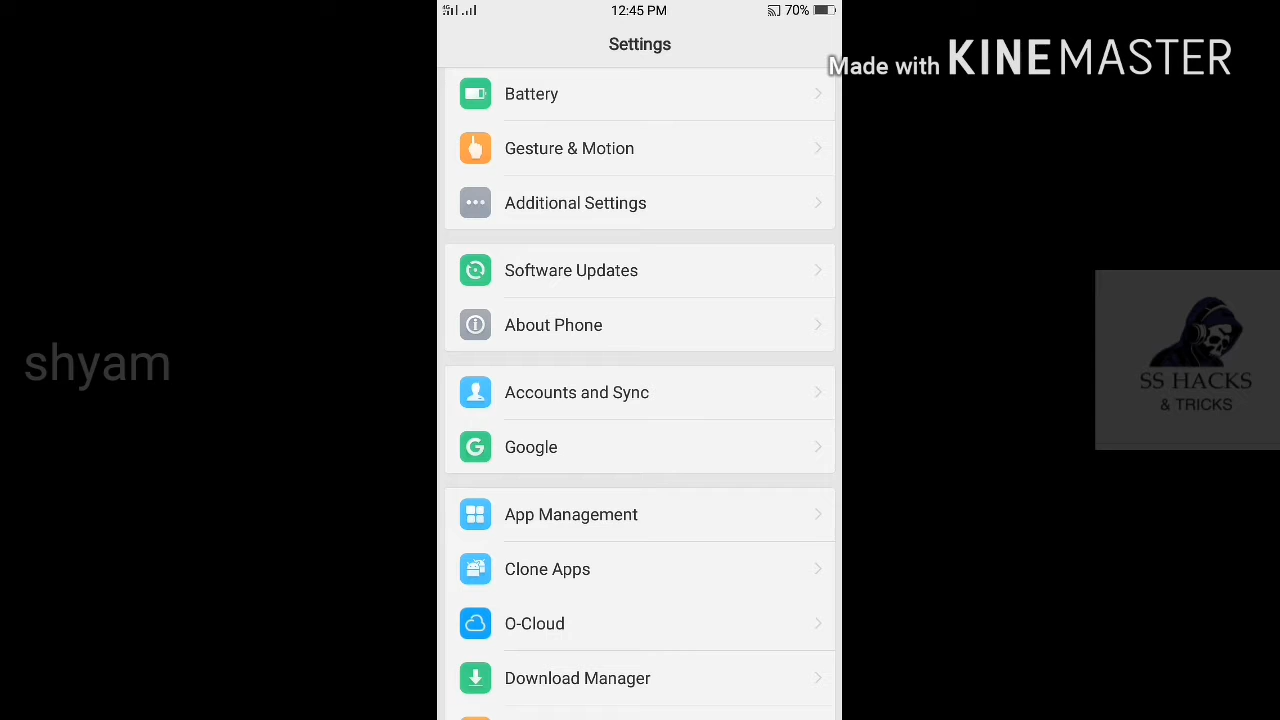 4G
12:45 PM
70%
Settings
Made with KINEMASTER
Battery
Gesture & Motion
Additional Settings
Software Updates
About Phone
shyam
SS HACKS
& TRICKS
Accounts and Sync
Google
App Management
Clone Apps
O-Cloud
Download Manager